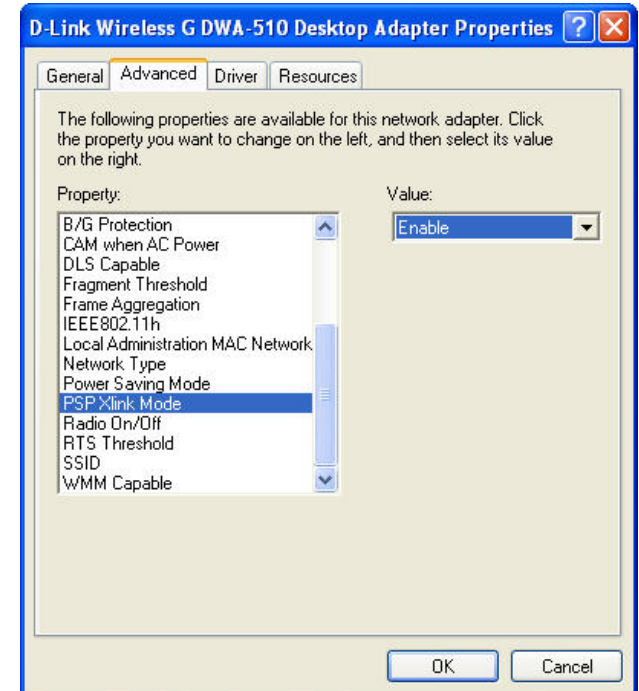 D-Link Wireless G DWA-510 Desktop Adapter Properties
General Advanced Driver Resources
The following properties are available for this network adapter. Click
the property you want to change on the left, and then select its value
on the right.
Property: Value:
B/G Protection Enable
CAM when AC Power
DLS Capable
Fragment Threshold
Frame Aggregation
IEEE802.11h
Local Administration MAC Network
Network Type
Power Saving Mode
PSP Xlink Mode
Radio On/Off
RTS Threshold
SSID
WMM Capable
OK Cancel